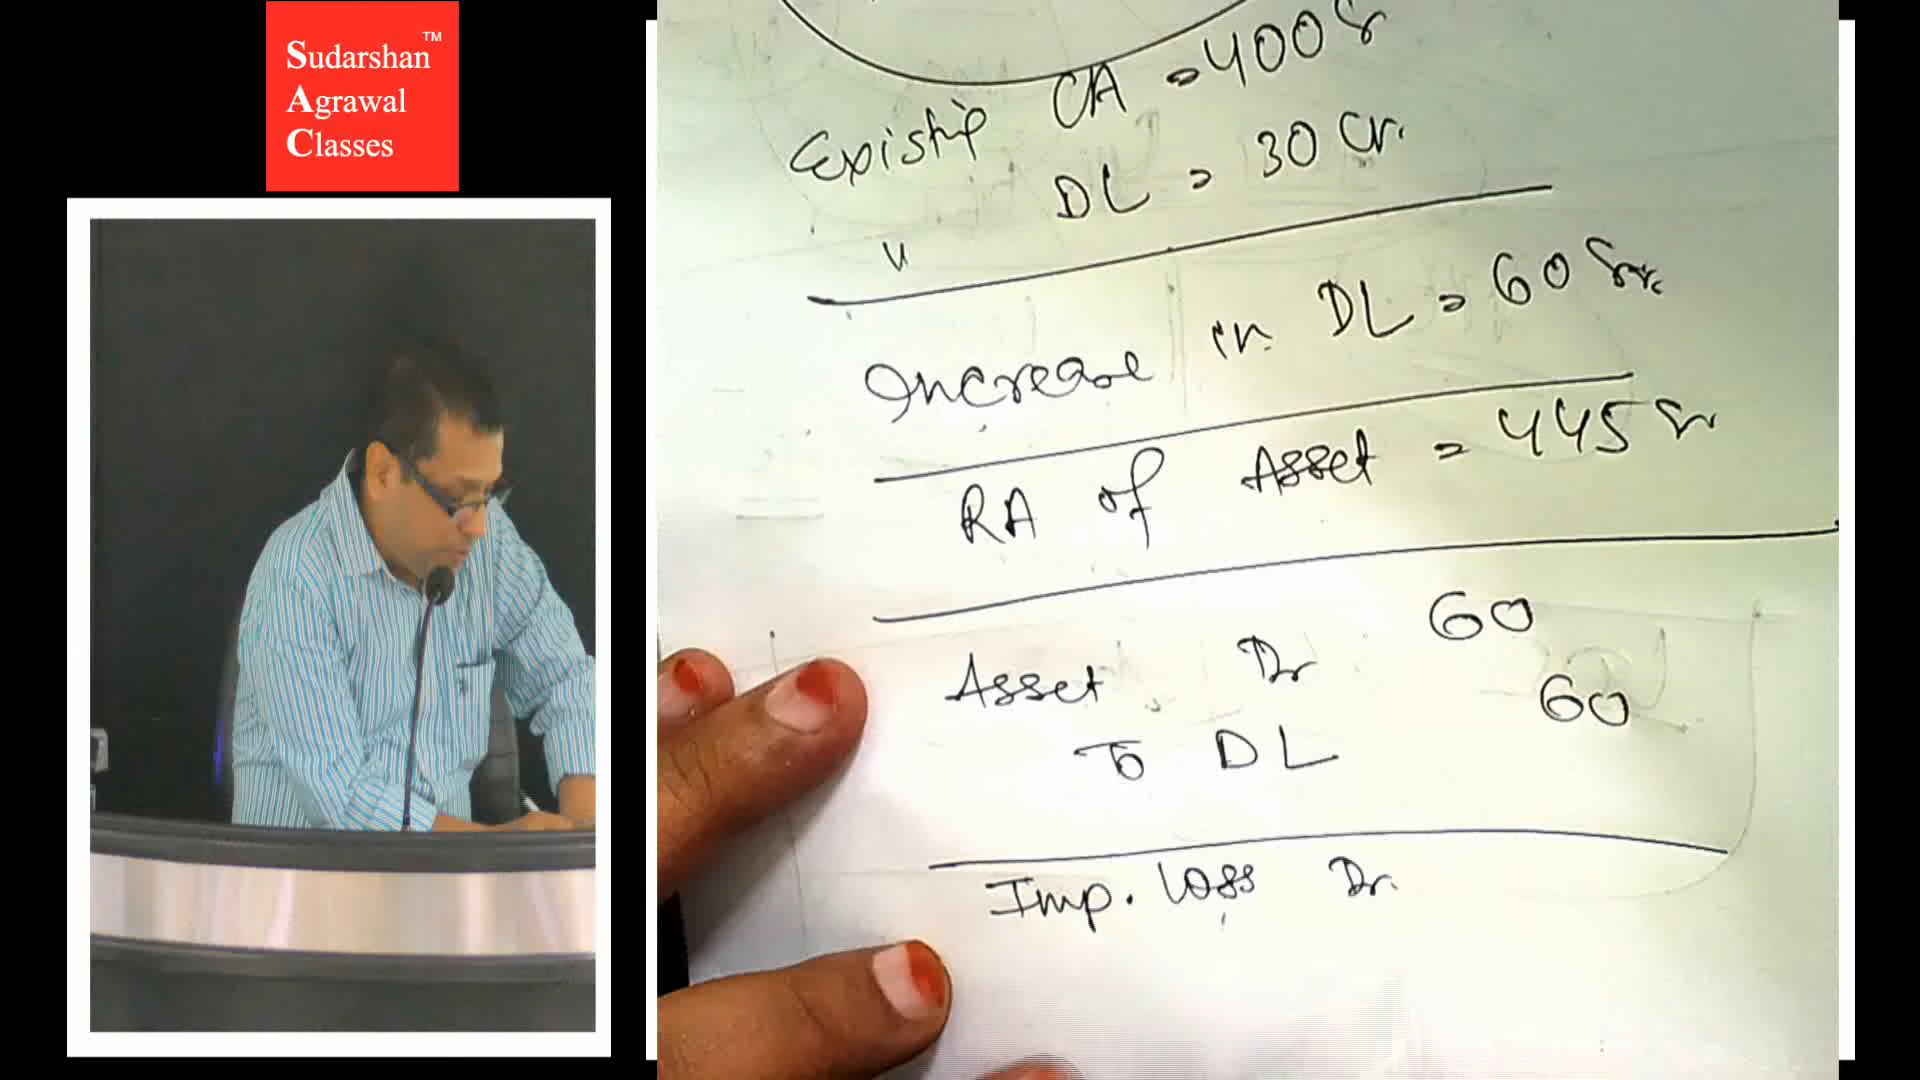 Sudarshan™
Agrawal
Classes
Existing CA = 400 Cr
DL = 30 Cr.
Increase in DL = 60 Cr.
RA of Asset = 445 Cr
Asset Dr 60
To DL 60
Imp. Loss Dr.